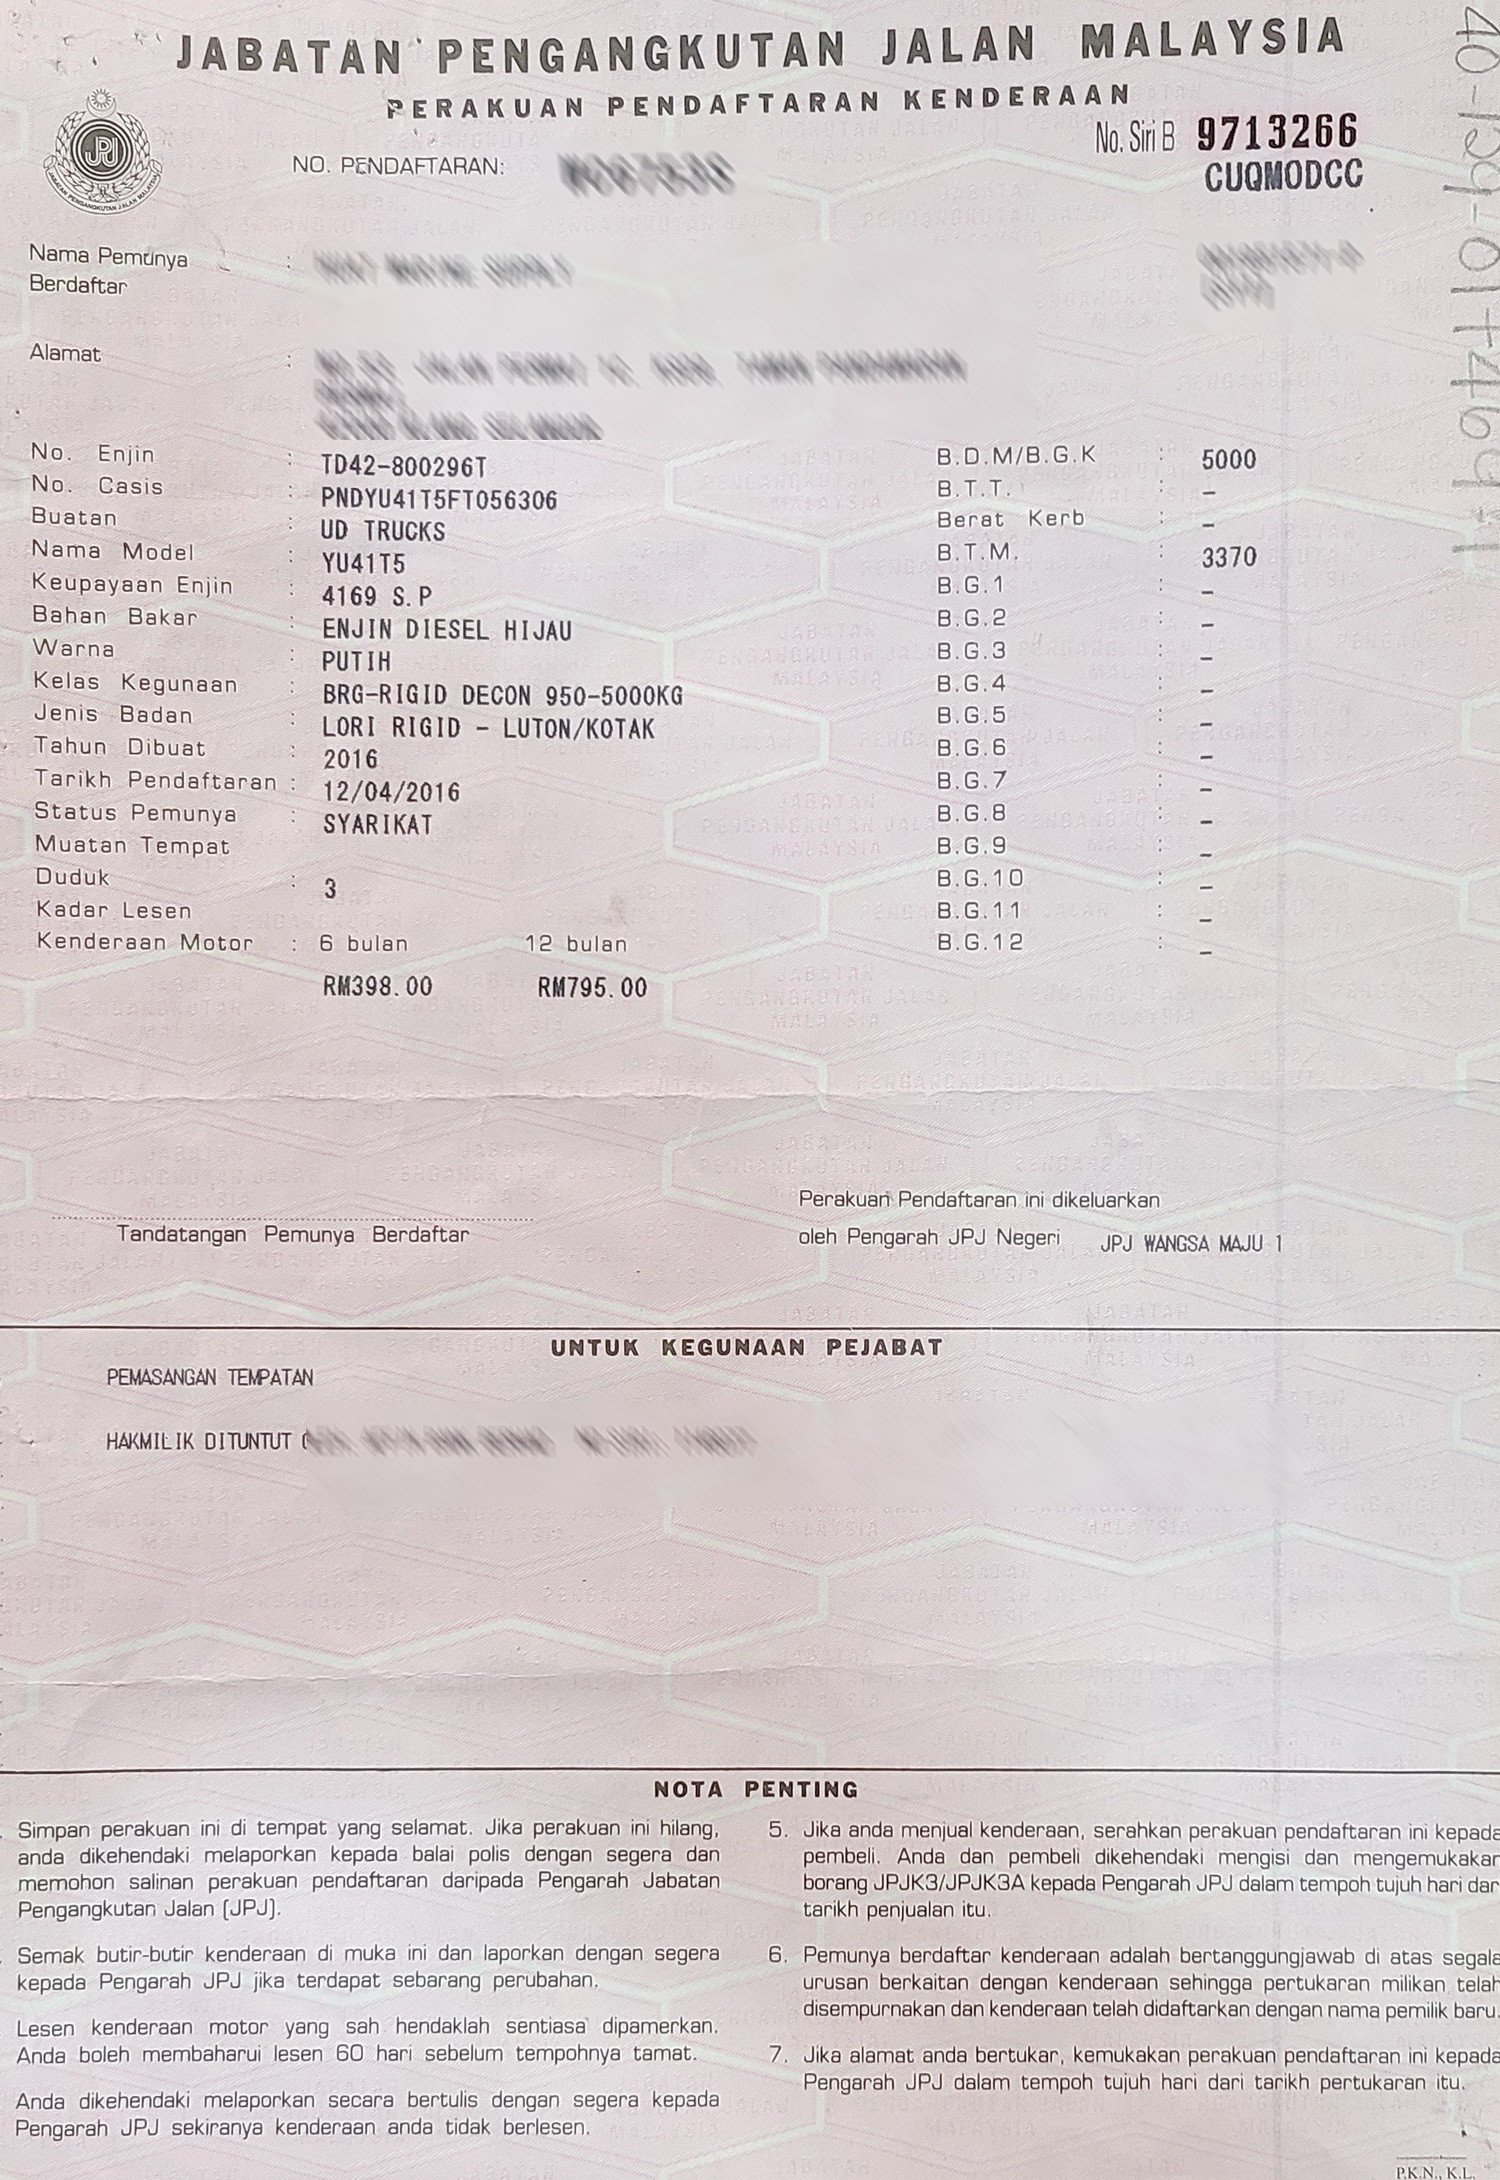 JABATAN PENGANGKUTAN JALAN MALAYSIA
PERAKUAN PENDAFTARAN KENDERAAN
No. Siri B 9713266
CUQMODCC
JPJ
JABATAN PENGANGKUTAN JALAN MALAYSIA
NO. PENDAFTARAN:
Nama Pemunya :
Berdaftar
Alamat :
No. Enjin : TD42-800296T
No. Casis : PNDYU41T5FT056306
Buatan : UD TRUCKS
Nama Model : YU41T5
Keupayaan Enjin : 4169 S.P
Bahan Bakar : ENJIN DIESEL HIJAU
Warna : PUTIH
Kelas Kegunaan : BRG-RIGID DECON 950-5000KG
Jenis Badan : LORI RIGID - LUTON/KOTAK
Tahun Dibuat : 2016
Tarikh Pendaftaran : 12/04/2016
Status Pemunya : SYARIKAT
Muatan Tempat
Duduk : 3
Kadar Lesen
Kenderaan Motor : 6 bulan 12 bulan
RM398.00 RM795.00
B.D.M/B.G.K : 5000
B.T.T. : -
Berat Kerb : -
B.T.M. : 3370
B.G.1 : -
B.G.2 : -
B.G.3 : -
B.G.4 : -
B.G.5 : -
B.G.6 : -
B.G.7 : -
B.G.8 : -
B.G.9 : -
B.G.10 : -
B.G.11 : -
B.G.12 : -
Tandatangan Pemunya Berdaftar
Perakuan Pendaftaran ini dikeluarkan
oleh Pengarah JPJ Negeri JPJ WANGSA MAJU 1
UNTUK KEGUNAAN PEJABAT
PEMASANGAN TEMPATAN
HAKMILIK DITUNTUT
NOTA PENTING
Simpan perakuan ini di tempat yang selamat. Jika perakuan ini hilang,
anda dikehendaki melaporkan kepada balai polis dengan segera dan
memohon salinan perakuan pendaftaran daripada Pengarah Jabatan
Pengangkutan Jalan (JPJ).
Semak butir-butir kenderaan di muka ini dan laporkan dengan segera
kepada Pengarah JPJ jika terdapat sebarang perubahan.
Lesen kenderaan motor yang sah hendaklah sentiasa dipamerkan.
Anda boleh membaharui lesen 60 hari sebelum tempohnya tamat.
Anda dikehendaki melaporkan secara bertulis dengan segera kepada
Pengarah JPJ sekiranya kenderaan anda tidak berlesen.
5. Jika anda menjual kenderaan, serahkan perakuan pendaftaran ini kepada
pembeli. Anda dan pembeli dikehendaki mengisi dan mengemukakan
borang JPJK3/JPJK3A kepada Pengarah JPJ dalam tempoh tujuh hari dari
tarikh penjualan itu.
6. Pemunya berdaftar kenderaan adalah bertanggungjawab di atas segala
urusan berkaitan dengan kenderaan sehingga pertukaran milikan telah
disempurnakan dan kenderaan telah didaftarkan dengan nama pemilik baru.
7. Jika alamat anda bertukar, kemukakan perakuan pendaftaran ini kepada
Pengarah JPJ dalam tempoh tujuh hari dari tarikh pertukaran itu.
P.K.N., K.L.